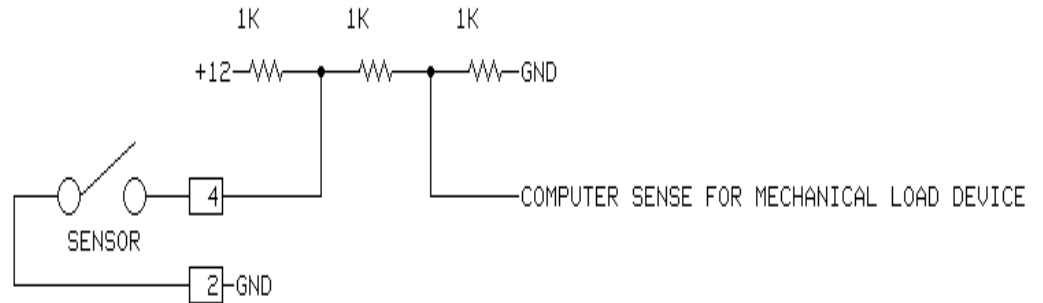 1K 1K 1K
+12 GND
4 COMPUTER SENSE FOR MECHANICAL LOAD DEVICE
SENSOR
2 GND